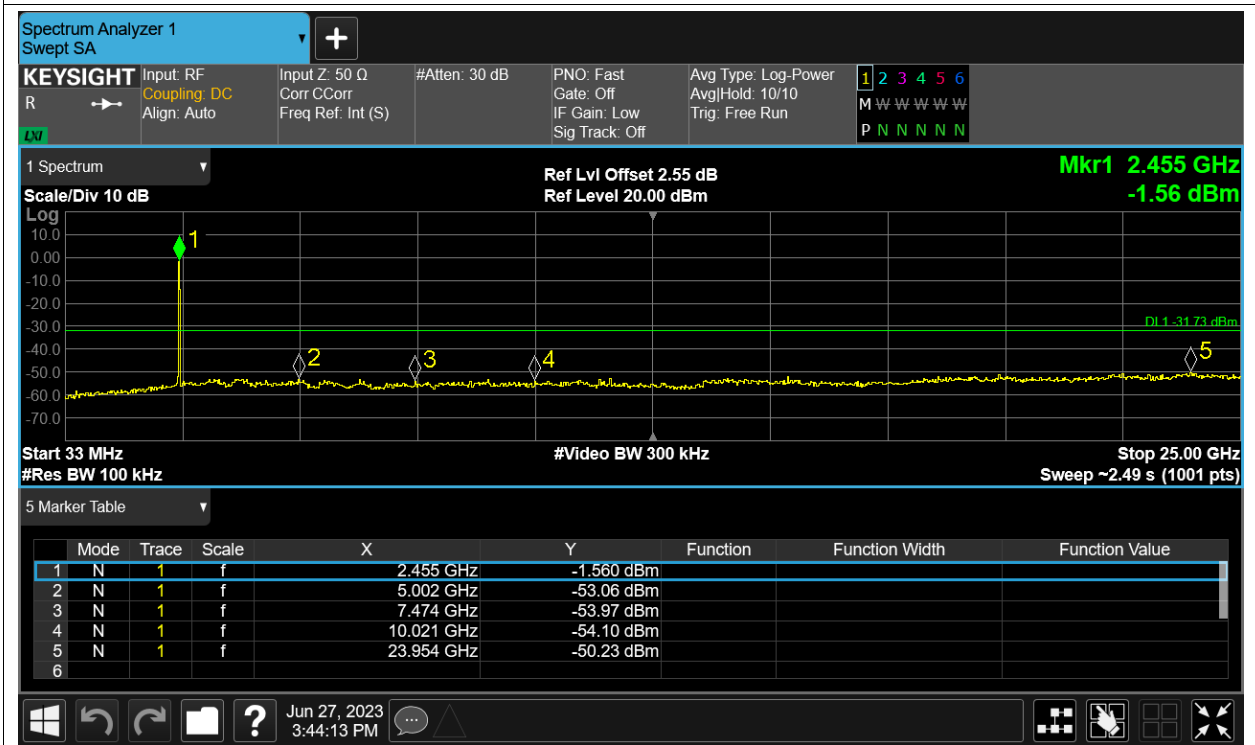 Spectrum Analyzer 1
Swept SA
+
KEYSIGHT Input: RF Input Z: 50 Ω #Atten: 30 dB PNO: Fast Avg Type: Log-Power 1 2 3 4 5 6
R Coupling: DC Corr CCorr Gate: Off Avg|Hold: 10/10 M W W W W W
Align: Auto Freq Ref: Int (S) IF Gain: Low Trig: Free Run
LXI Sig Track: Off P N N N N N
1 Spectrum Ref Lvl Offset 2.55 dB Mkr1 2.455 GHz
Scale/Div 10 dB Ref Level 20.00 dBm -1.56 dBm
Log
10.0
1
0.00
-10.0
-20.0
-30.0 DL1 -31.73 dBm
-40.0
2 3 4 5
-50.0
-60.0
-70.0
Start 33 MHz #Video BW 300 kHz Stop 25.00 GHz
#Res BW 100 kHz Sweep ~2.49 s (1001 pts)
5 Marker Table
Mode Trace Scale X Y Function Function Width Function Value
1 N 1 f 2.455 GHz -1.560 dBm
2 N 1 f 5.002 GHz -53.06 dBm
3 N 1 f 7.474 GHz -53.97 dBm
4 N 1 f 10.021 GHz -54.10 dBm
5 N 1 f 23.954 GHz -50.23 dBm
6
? Jun 27, 2023
3:44:13 PM